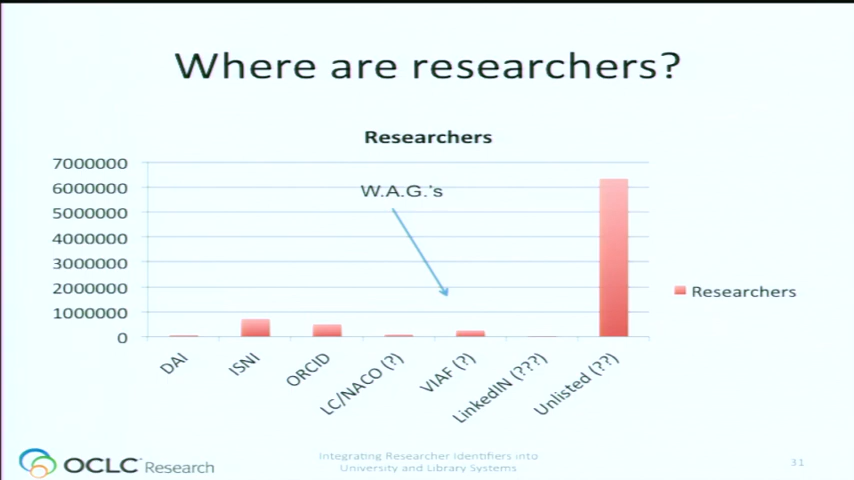 Where are researchers?
Researchers
7000000
6000000
5000000
4000000
3000000
2000000
1000000
0
W.A.G.'s
DAI
ISNI
ORCID
LC/NACO (?)
VIAF (?)
LinkedIN (???)
Unlisted (??)
Researchers
OCLC Research
Integrating Researcher Identifiers into
University and Library Systems
31